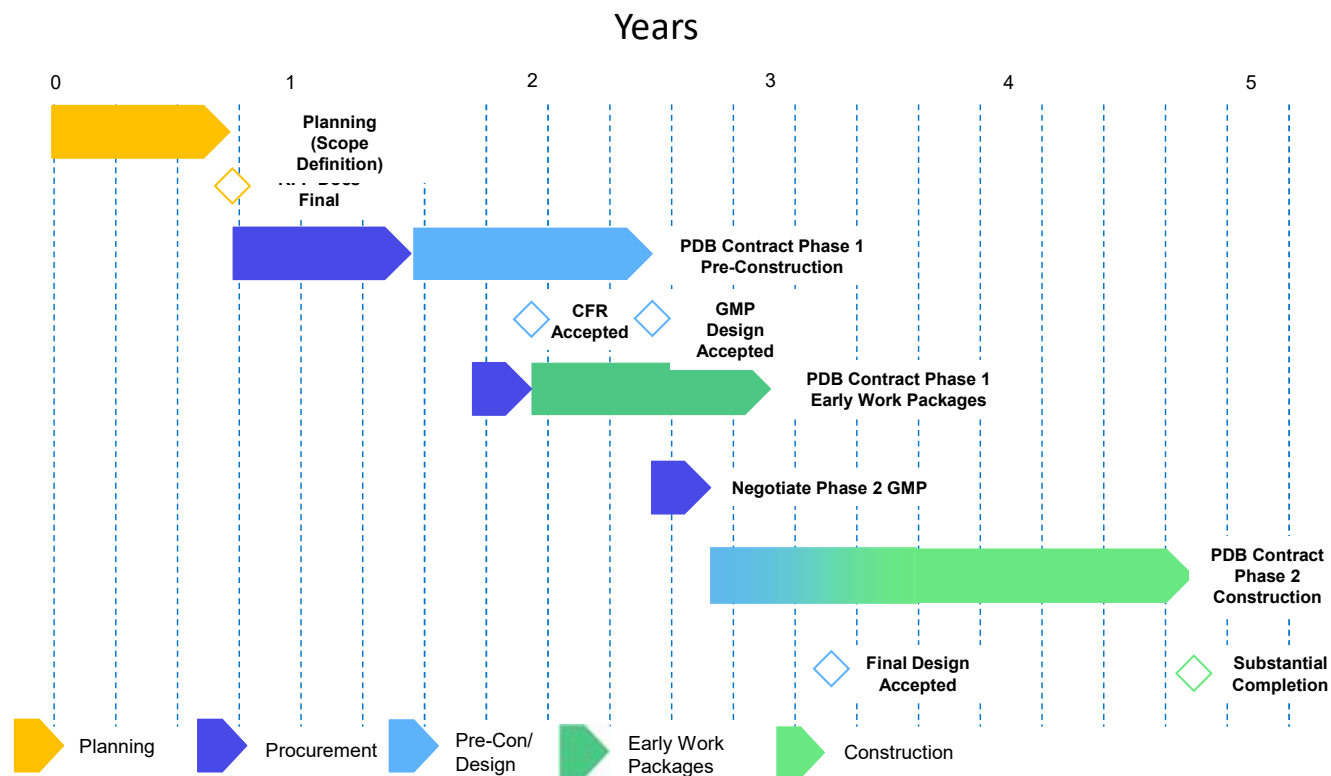 Years
0
1
2
3
4
5
Planning
(Scope
Definition)
Final
PDB Contract Phase 1
Pre-Construction
CFR
Accepted
GMP
Design
Accepted
PDB Contract Phase 1
Early Work Packages
Negotiate Phase 2 GMP
PDB Contract
Phase 2
Construction
Final Design
Accepted
Substantial
Completion
Planning
Procurement
Pre-Con/
Design
Early Work
Packages
Construction